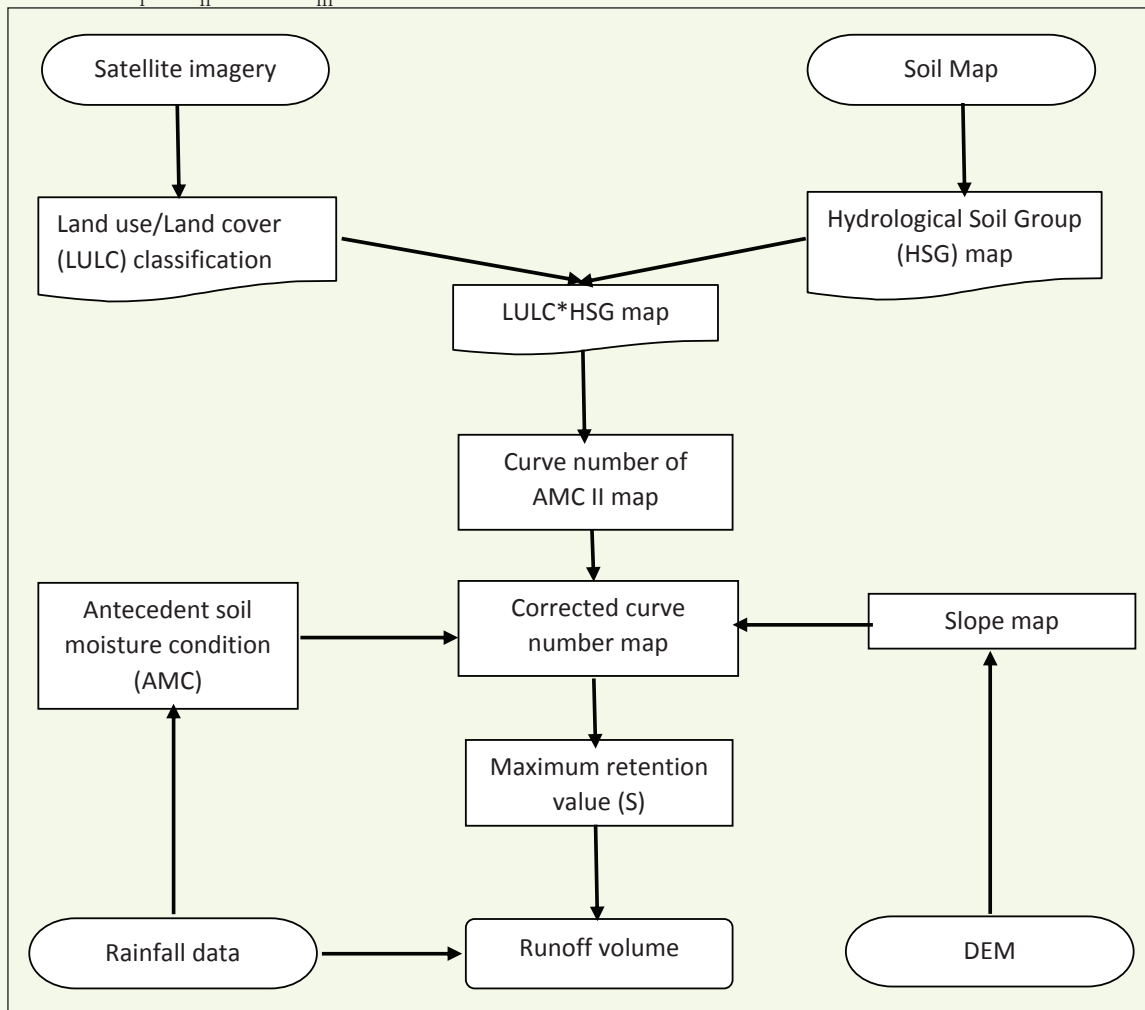 Satellite imagery
Soil Map
Land use/Land cover
(LULC) classification
Hydrological Soil Group
(HSG) map
LULC*HSG map
Curve number of
AMC II map
Antecedent soil
moisture condition
(AMC)
Corrected curve
number map
Slope map
Maximum retention
value (S)
Rainfall data
Runoff volume
DEM